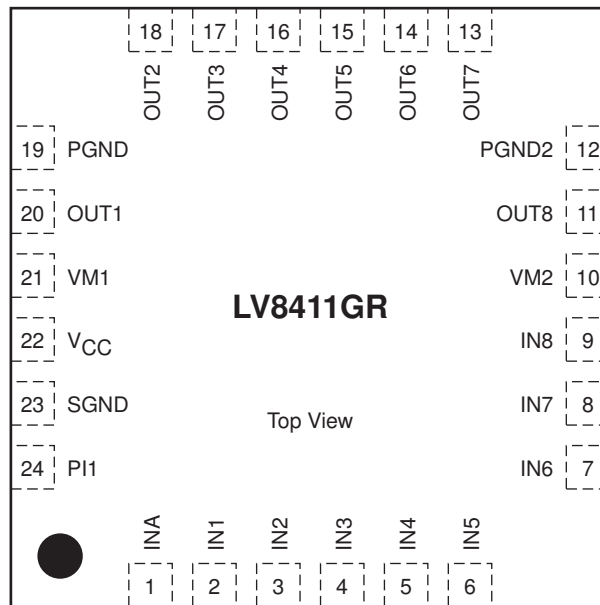 18 17 16 15 14 13
OUT2 OUT3 OUT4 OUT5 OUT6 OUT7
19 PGND PGND2 12
20 OUT1 OUT8 11
21 VM1 VM2 10
LV8411GR
22 VCC IN8 9
23 SGND IN7 8
Top View
24 PI1 IN6 7
INA IN1 IN2 IN3 IN4 IN5
1 2 3 4 5 6